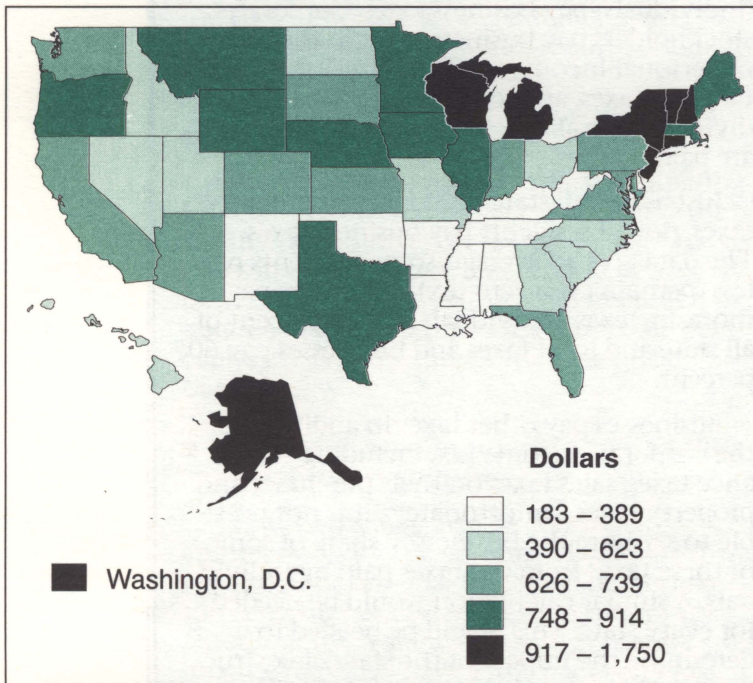 Dollars
183 – 389
390 – 623
626 – 739
748 – 914
917 – 1,750
Washington, D.C.